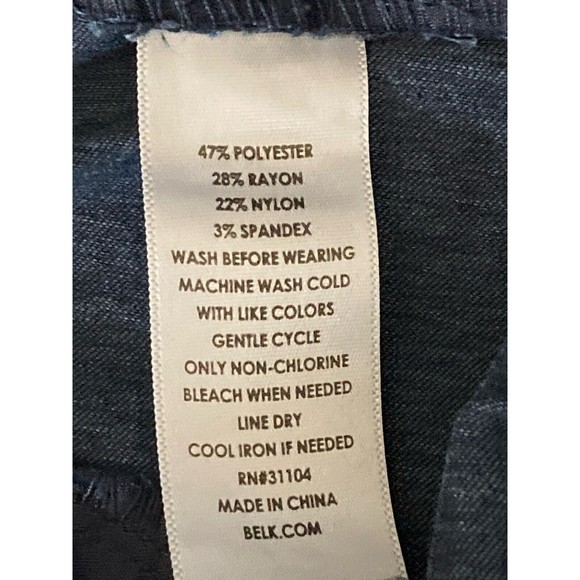 47% POLYESTER
28% RAYON
22% NYLON
3% SPANDEX
WASH BEFORE WEARING
MACHINE WASH COLD
WITH LIKE COLORS
GENTLE CYCLE
ONLY NON-CHLORINE
BLEACH WHEN NEEDED
LINE DRY
COOL IRON IF NEEDED
RN#31104
MADE IN CHINA
BELK.COM